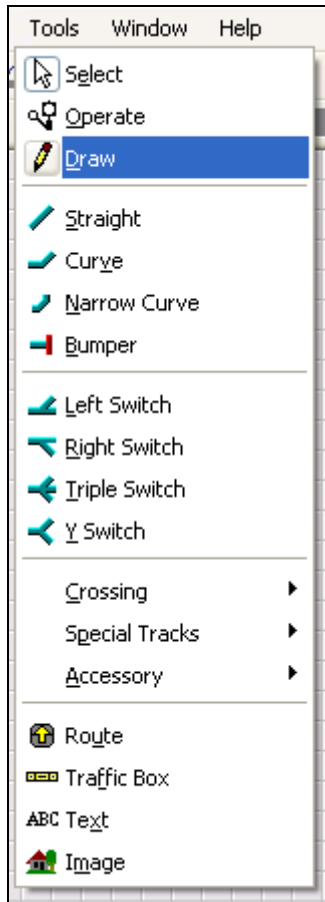 Tools Window Help
Select
Operate
Draw
Straight
Curve
Narrow Curve
Bumper
Left Switch
Right Switch
Triple Switch
Y Switch
Crossing
Special Tracks
Accessory
Route
Traffic Box
ABC Text
Image